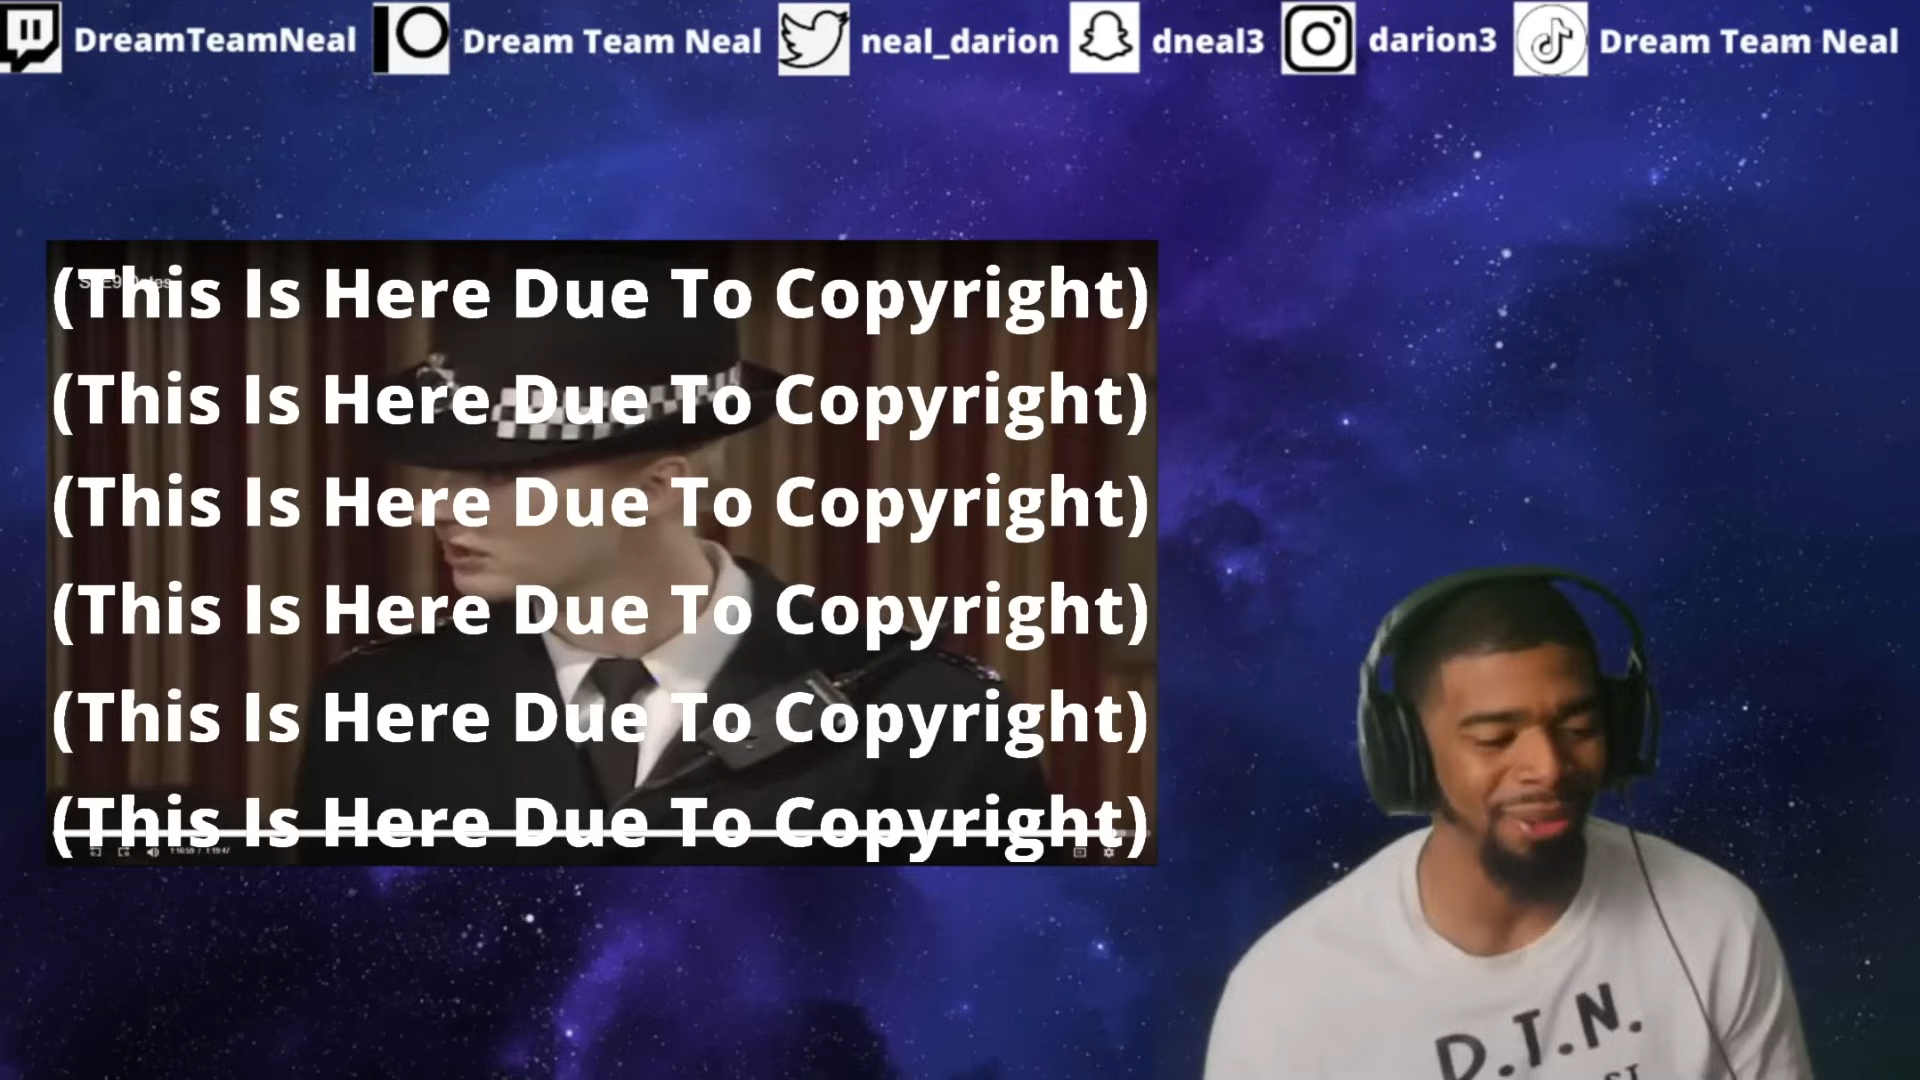 DreamTeamNeal Dream Team Neal neal_darion dneal3 darion3 Dream Team Neal
(This Is Here Due To Copyright)
(This Is Here Due To Copyright)
(This Is Here Due To Copyright)
(This Is Here Due To Copyright)
(This Is Here Due To Copyright)
(This Is Here Due To Copyright)
D.T.N.